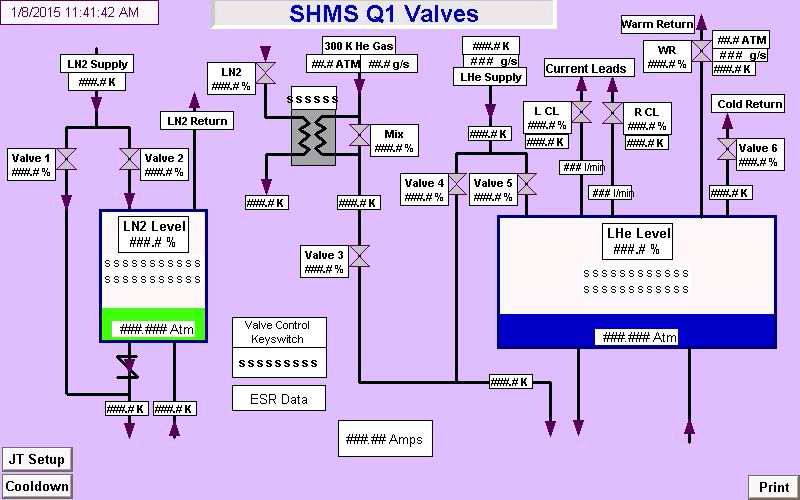 1/8/2015 11:41:42 AM
SHMS Q1 Valves
LN2 Supply
###.# K
LN2 Return
Valve 1
###.# %
Valve 2
###.# %
LN2 Level
###.# %
SSSSSSSSSSS
SSSSSSSSSSS
###.### Atm
###.# K
###.# K
LN2
###.# %
ssssss
300 K He Gas
##.# ATM
##.# g/s
Mix
###.# %
###.# K
###.# K
Valve 3
###.# %
###.# K
### g/s
LHe Supply
###.# K
Valve 4
###.# %
Valve 5
###.# %
Current Leads
L CL
###.# %
###.# K
R CL
###.# %
###.# K
### l/min
### l/min
Warm Return
WR
###.# %
##.# ATM
###.# g/s
###.# K
Cold Return
Valve 6
###.# %
###.# K
LHe Level
###.# %
SSSSSSSSSSSS
SSSSSSSSSSSS
###.### Atm
###.# K
Valve Control
Keyswitch
sssssssss
ESR Data
###.## Amps
JT Setup
Cooldown
Print